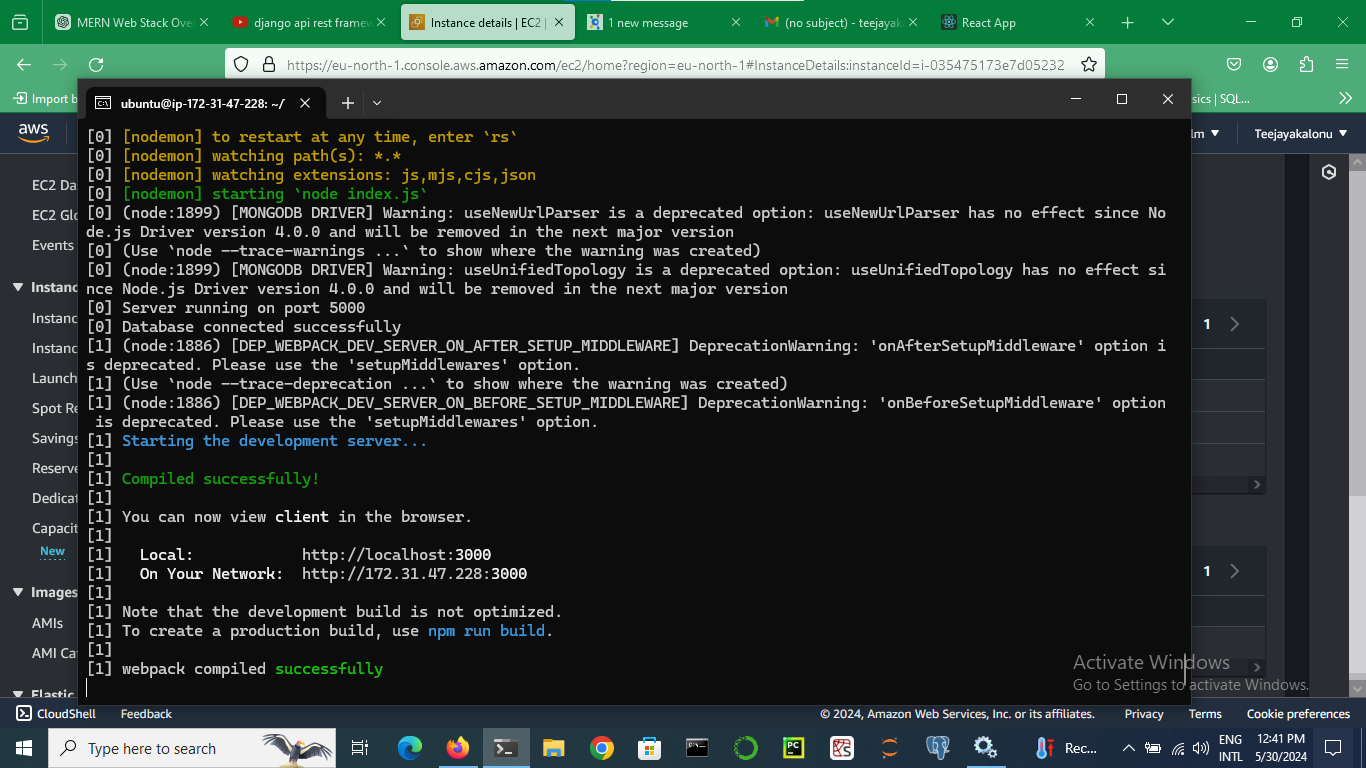 MERN Web Stack Over
django api rest framew
Instance details | EC2 |
1 new message
(no subject) - teejayaka
React App
https://eu-north-1.console.aws.amazon.com/ec2/home?region=eu-north-1#InstanceDetails:instanceId=i-035475173e7d05232
Import b
sics | SQL...
ubuntu@ip-172-31-47-228: ~/
aws
lm
Teejayakalonu
[0] [nodemon] to restart at any time, enter `rs`
[0] [nodemon] watching path(s): *.*
[0] [nodemon] watching extensions: js,mjs,cjs,json
[0] [nodemon] starting `node index.js`
[0] (node:1899) [MONGODB DRIVER] Warning: useNewUrlParser is a deprecated option: useNewUrlParser has no effect since No
de.js Driver version 4.0.0 and will be removed in the next major version
[0] (Use `node --trace-warnings ...` to show where the warning was created)
[0] (node:1899) [MONGODB DRIVER] Warning: useUnifiedTopology is a deprecated option: useUnifiedTopology has no effect si
nce Node.js Driver version 4.0.0 and will be removed in the next major version
[0] Server running on port 5000
[0] Database connected successfully
[1] (node:1886) [DEP_WEBPACK_DEV_SERVER_ON_AFTER_SETUP_MIDDLEWARE] DeprecationWarning: 'onAfterSetupMiddleware' option i
s deprecated. Please use the 'setupMiddlewares' option.
[1] (Use `node --trace-deprecation ...` to show where the warning was created)
[1] (node:1886) [DEP_WEBPACK_DEV_SERVER_ON_BEFORE_SETUP_MIDDLEWARE] DeprecationWarning: 'onBeforeSetupMiddleware' option
 is deprecated. Please use the 'setupMiddlewares' option.
[1] Starting the development server...
[1]
[1] Compiled successfully!
[1]
[1] You can now view client in the browser.
[1]
[1]   Local:            http://localhost:3000
[1]   On Your Network:  http://172.31.47.228:3000
[1]
[1] Note that the development build is not optimized.
[1] To create a production build, use npm run build.
[1]
[1] webpack compiled successfully
EC2 Da
EC2 Glo
Events
Instanc
Instanc
Instanc
Launch
Spot Re
Savings
Reserve
Dedicat
Capacit
New
Images
AMIs
AMI Ca
Elastic
1
1
Activate Windows
Go to Settings to activate Windows.
CloudShell
Feedback
© 2024, Amazon Web Services, Inc. or its affiliates.
Privacy
Terms
Cookie preferences
Type here to search
PC
Rec...
ENG
INTL
12:41 PM
5/30/2024